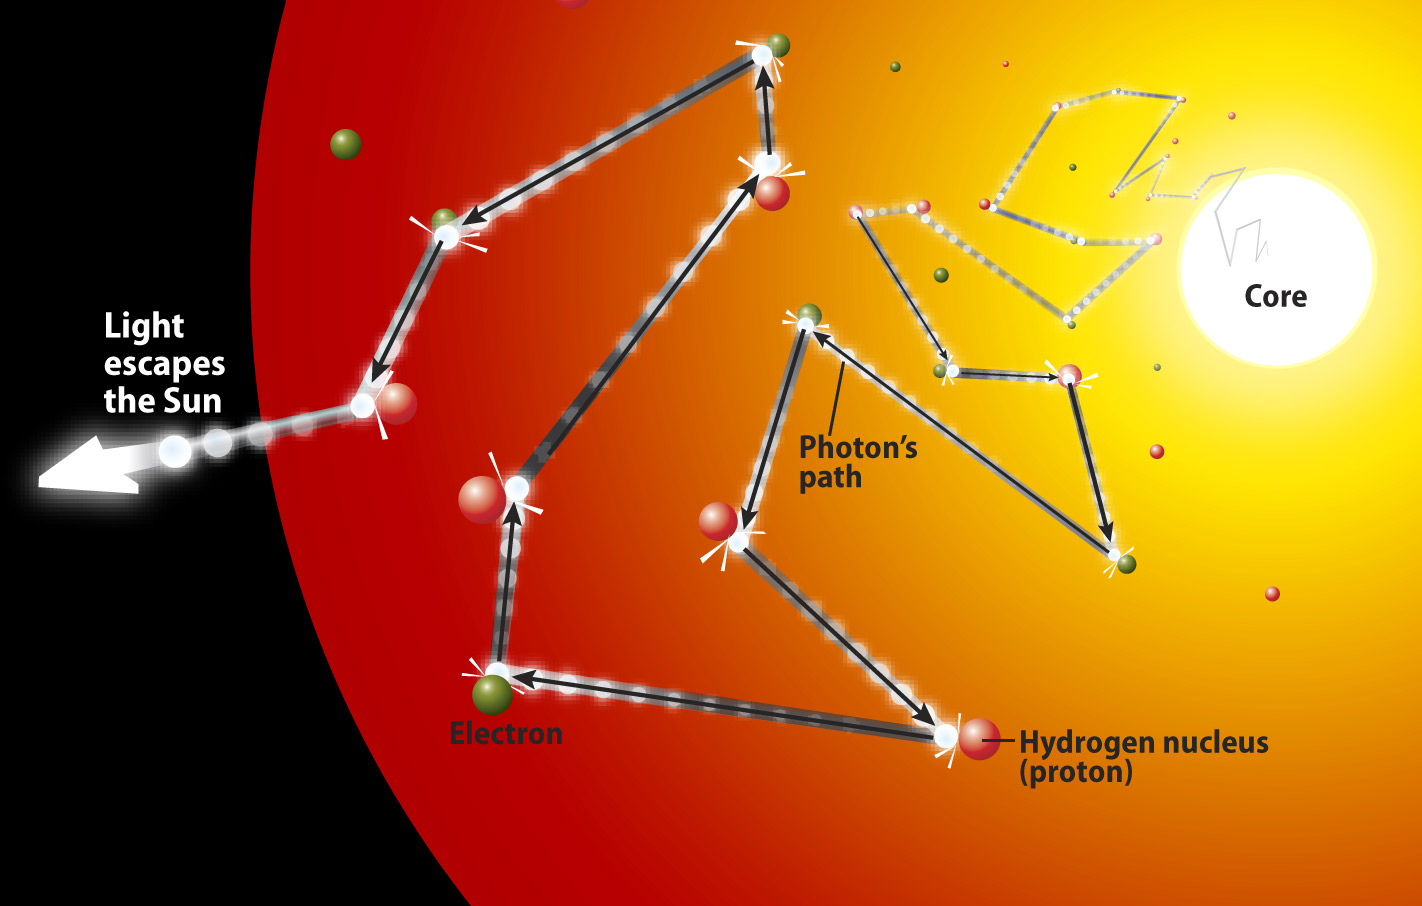 Light
escapes
the Sun
Core
Photon’s
path
Electron
Hydrogen nucleus
(proton)